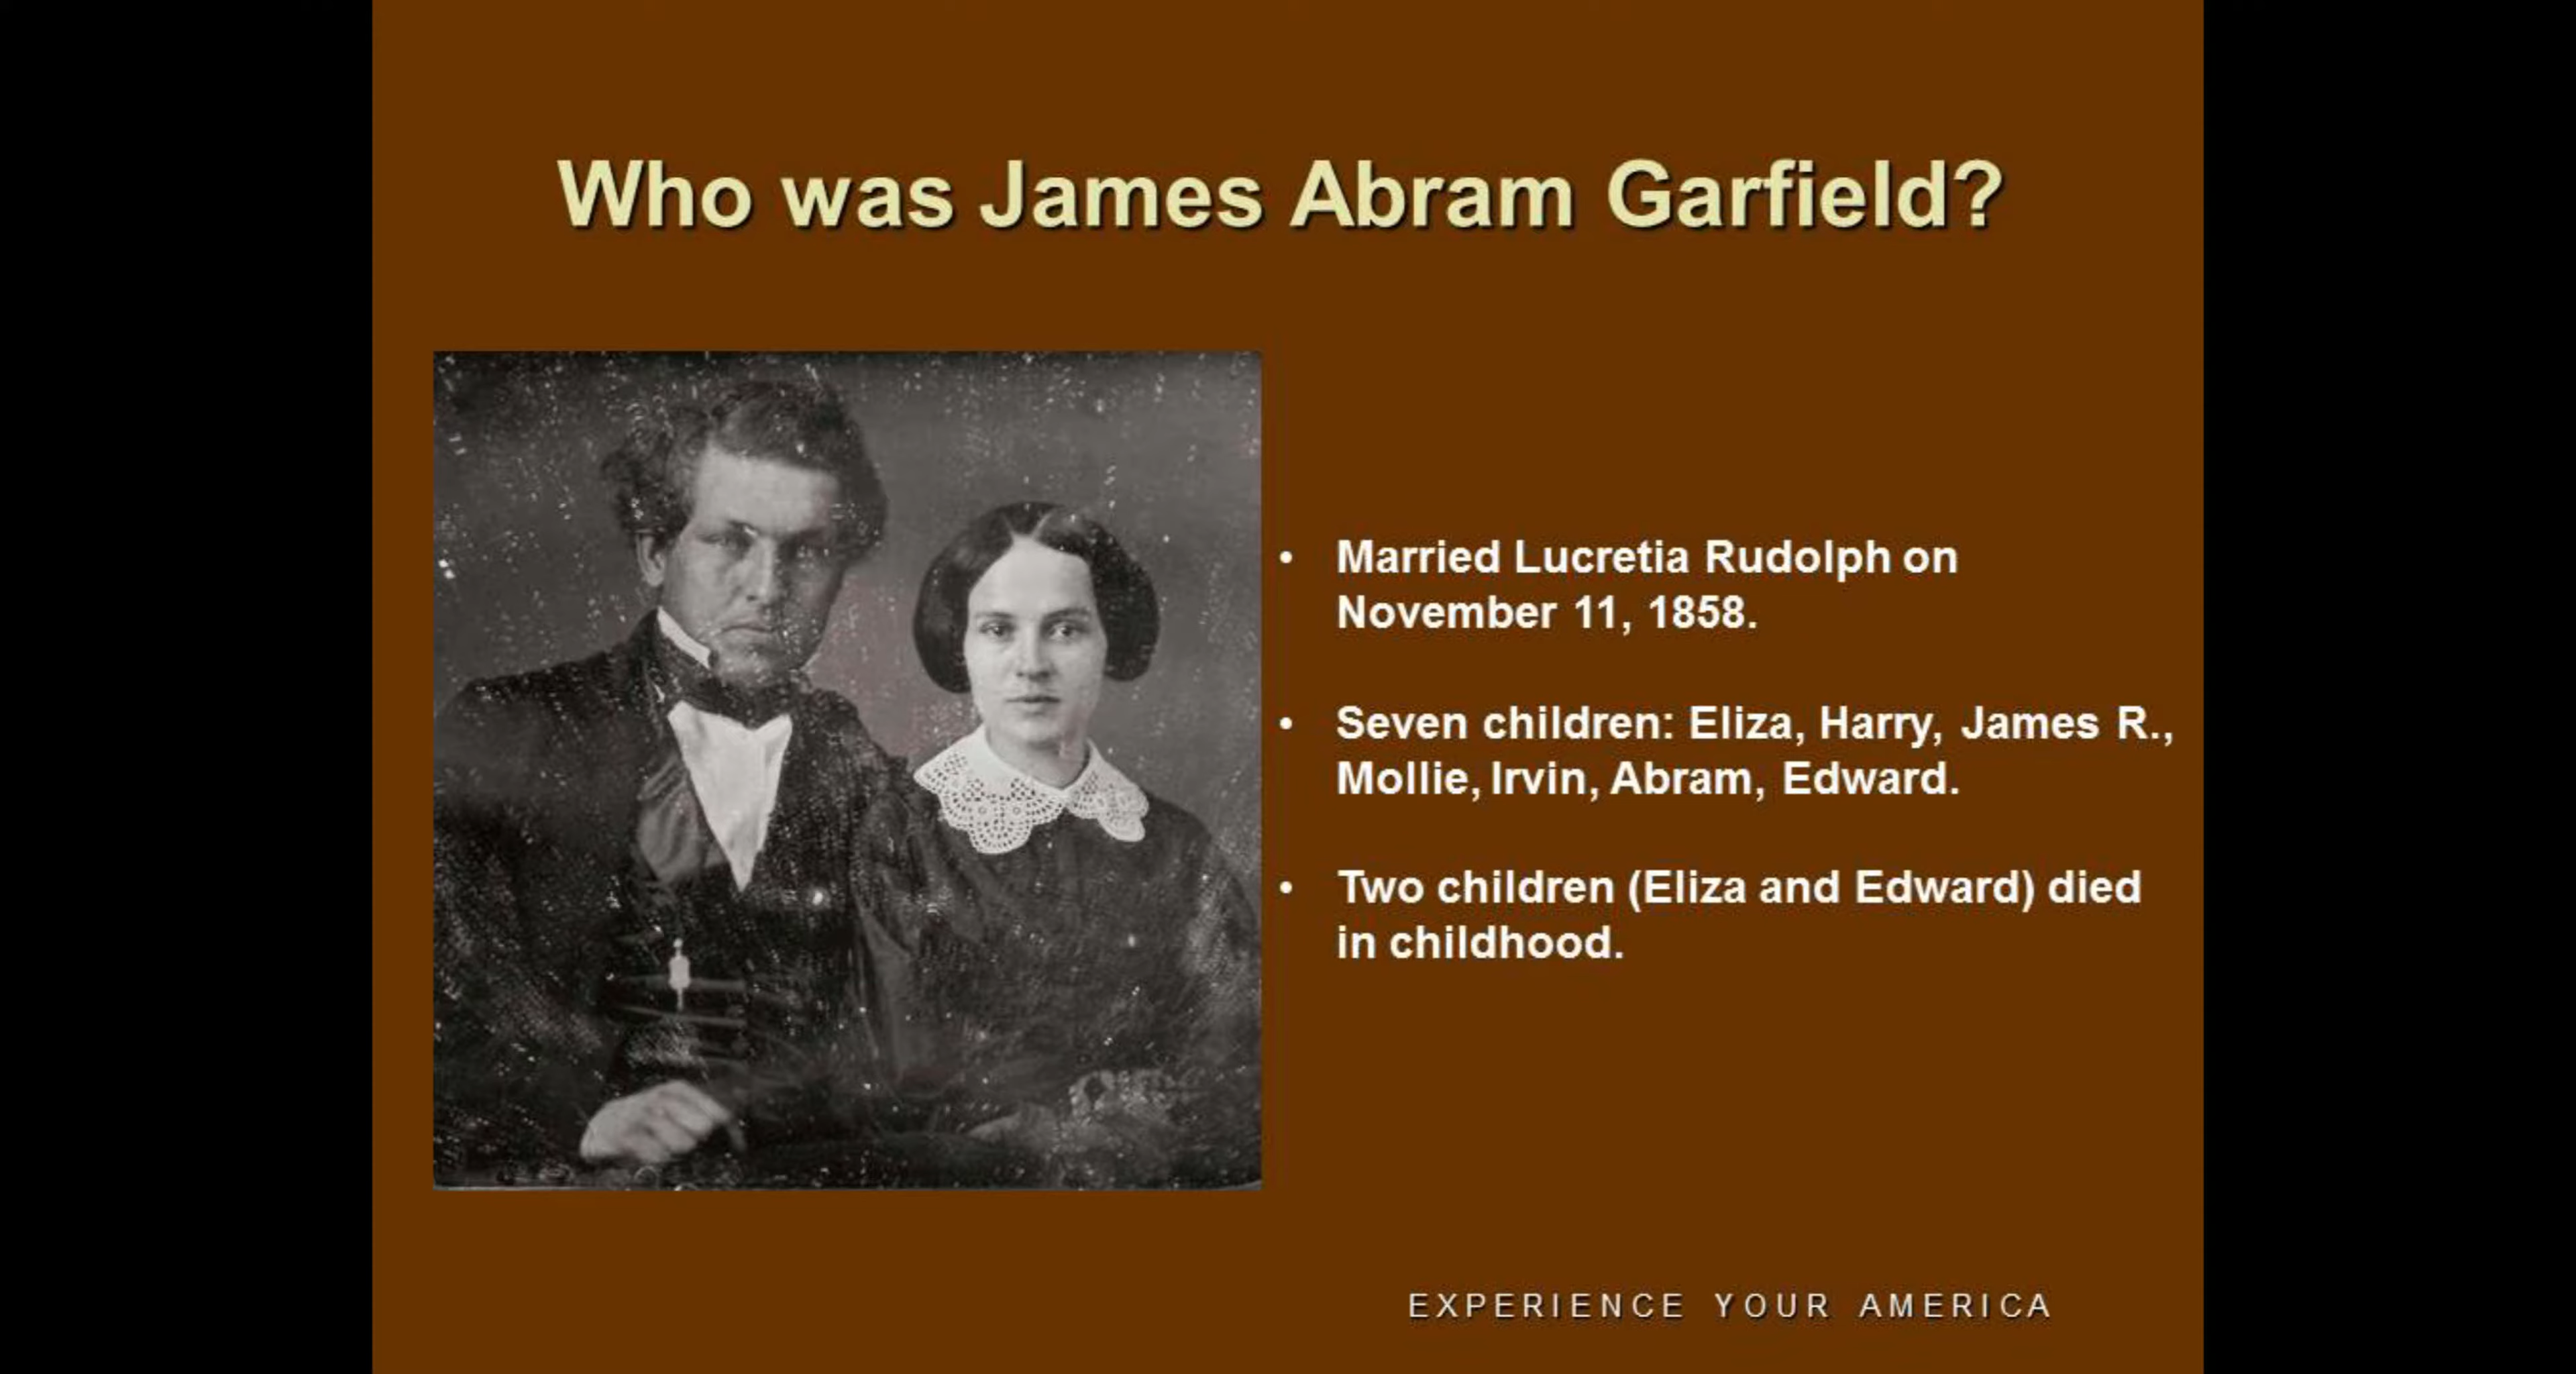 Who was James Abram Garfield?
• Married Lucretia Rudolph on
November 11, 1858.
• Seven children: Eliza, Harry, James R.,
Mollie, Irvin, Abram, Edward.
• Two children (Eliza and Edward) died
in childhood.
EXPERIENCE YOUR AMERICA